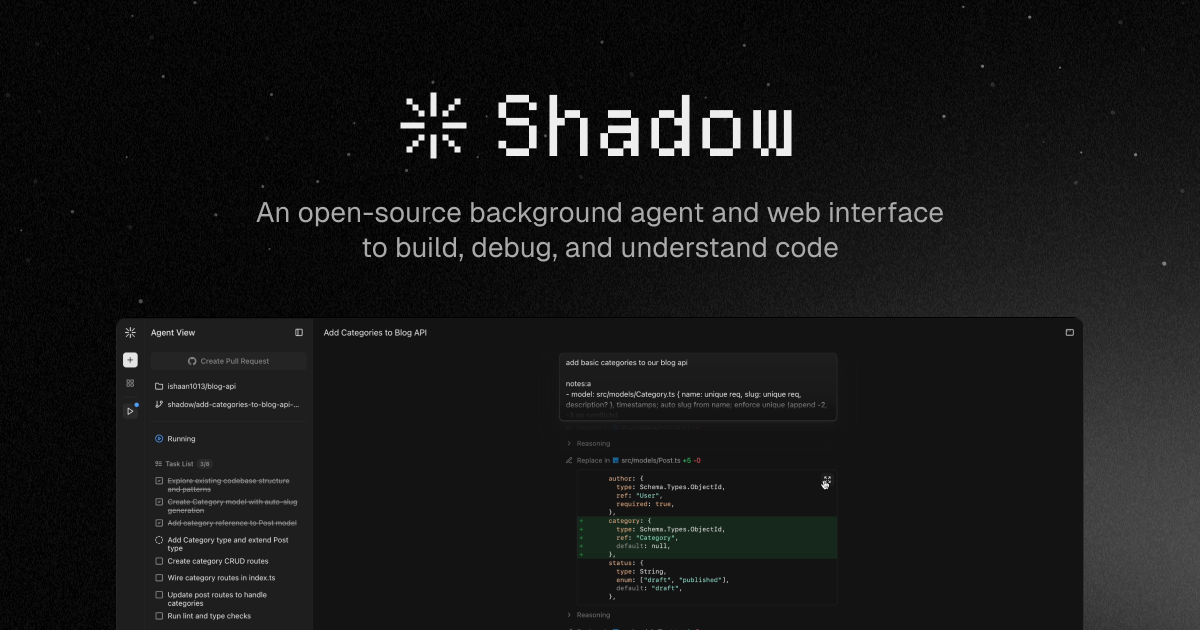 Shadow
An open-source background agent and web interface
to build, debug, and understand code
Agent View
Add Categories to Blog API
Create Pull Request
ishaan1013/blog-api
shadow/add-categories-to-blog-api-...
Running
Task List 3/8
Explore existing codebase structure
and patterns
Create Category model with auto-slug
generation
Add category reference to Post model
Add Category type and extend Post
type
Create category CRUD routes
Wire category routes in index.ts
Update post routes to handle
categories
Run lint and type checks
add basic categories to our blog api
notes:a
- model: src/models/Category.ts { name: unique req, slug: unique req,
description? }, timestamps: auto slug from name: enforce unique (append -2,
Reasoning
Replace in src/models/Post.ts +5 -0
author: {
type: Schema.Types.ObjectId,
ref: "User",
required: true,
},
+ category: {
+ type: Schema.Types.ObjectId,
+ ref: "Category",
+ default: null,
+ },
status: {
type: String,
enum: ["draft", "published"],
default: "draft",
},
Reasoning